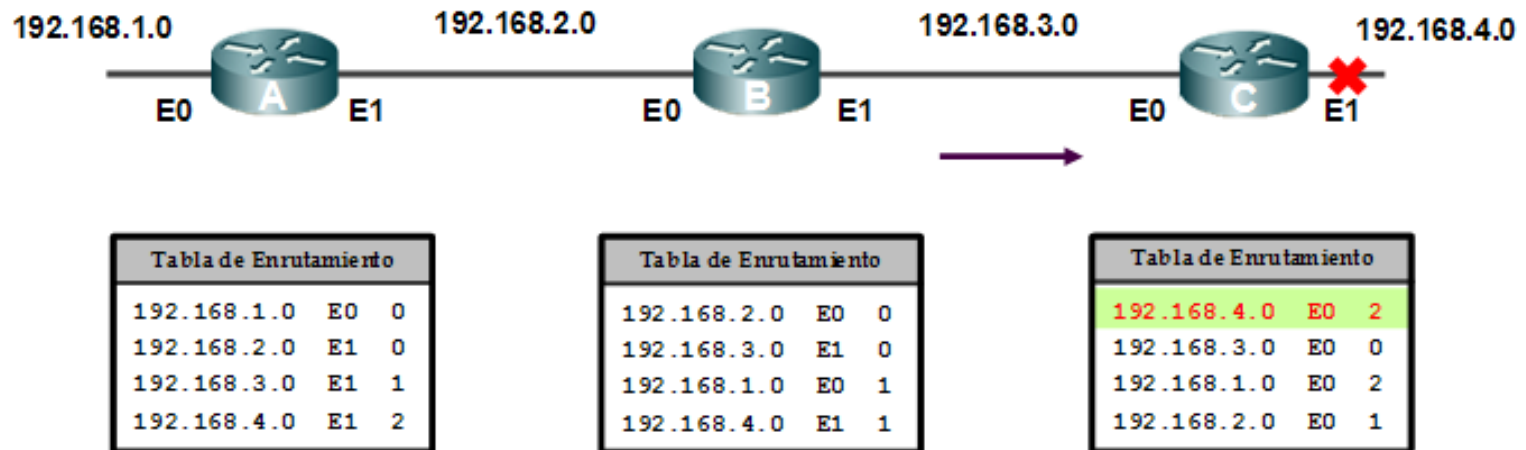 192.168.1.0 192.168.2.0 192.168.3.0 192.168.4.0
A B C
E0 E1 E0 E1 E0 E1
Tabla de Enrutamiento
192.168.1.0 E0 0
192.168.2.0 E1 0
192.168.3.0 E1 1
192.168.4.0 E1 2
Tabla de Enrutamiento
192.168.2.0 E0 0
192.168.3.0 E1 0
192.168.1.0 E0 1
192.168.4.0 E1 1
Tabla de Enrutamiento
192.168.4.0 E0 2
192.168.3.0 E0 0
192.168.1.0 E0 2
192.168.2.0 E0 1